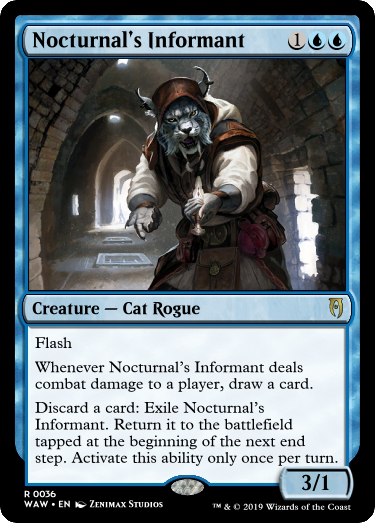 Nocturnal's Informant 1
Creature — Cat Rogue
Flash
Whenever Nocturnal's Informant deals
combat damage to a player, draw a card.
Discard a card: Exile Nocturnal's
Informant. Return it to the battlefield
tapped at the beginning of the next end
step. Activate this ability only once per turn.
3/1
R 0036
WAW • EN ZENIMAX STUDIOS
™ & © 2019 Wizards of the Coast